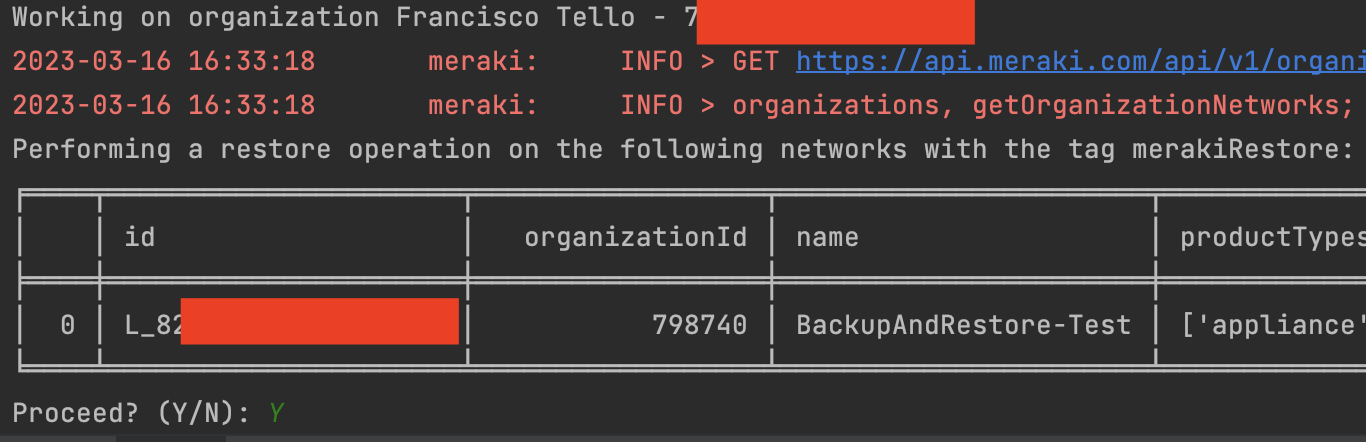 Working on organization Francisco Tello - 7
2023-03-16 16:33:18 meraki: INFO > GET https://api.meraki.com/api/v1/organi
2023-03-16 16:33:18 meraki: INFO > organizations, getOrganizationNetworks;
Performing a restore operation on the following networks with the tag merakiRestore:
id organizationId name productTypes
0 L_82 798740 BackupAndRestore-Test ['appliance'
Proceed? (Y/N): Y